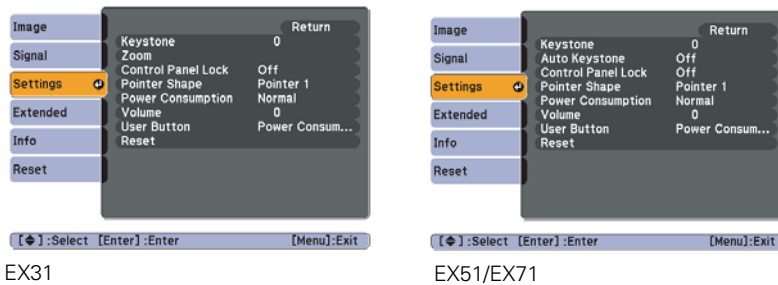 Image
Signal
Settings
Extended
Info
Reset
Return
Keystone 0
Zoom
Control Panel Lock Off
Pointer Shape Pointer 1
Power Consumption Normal
Volume 0
User Button Power Consum...
Reset
[ ] :Select [Enter] :Enter [Menu]:Exit
EX31
Image
Signal
Settings
Extended
Info
Reset
Return
Keystone 0
Auto Keystone Off
Control Panel Lock Off
Pointer Shape Pointer 1
Power Consumption Normal
Volume 0
User Button Power Consum...
Reset
[ ] :Select [Enter] :Enter [Menu]:Exit
EX51/EX71